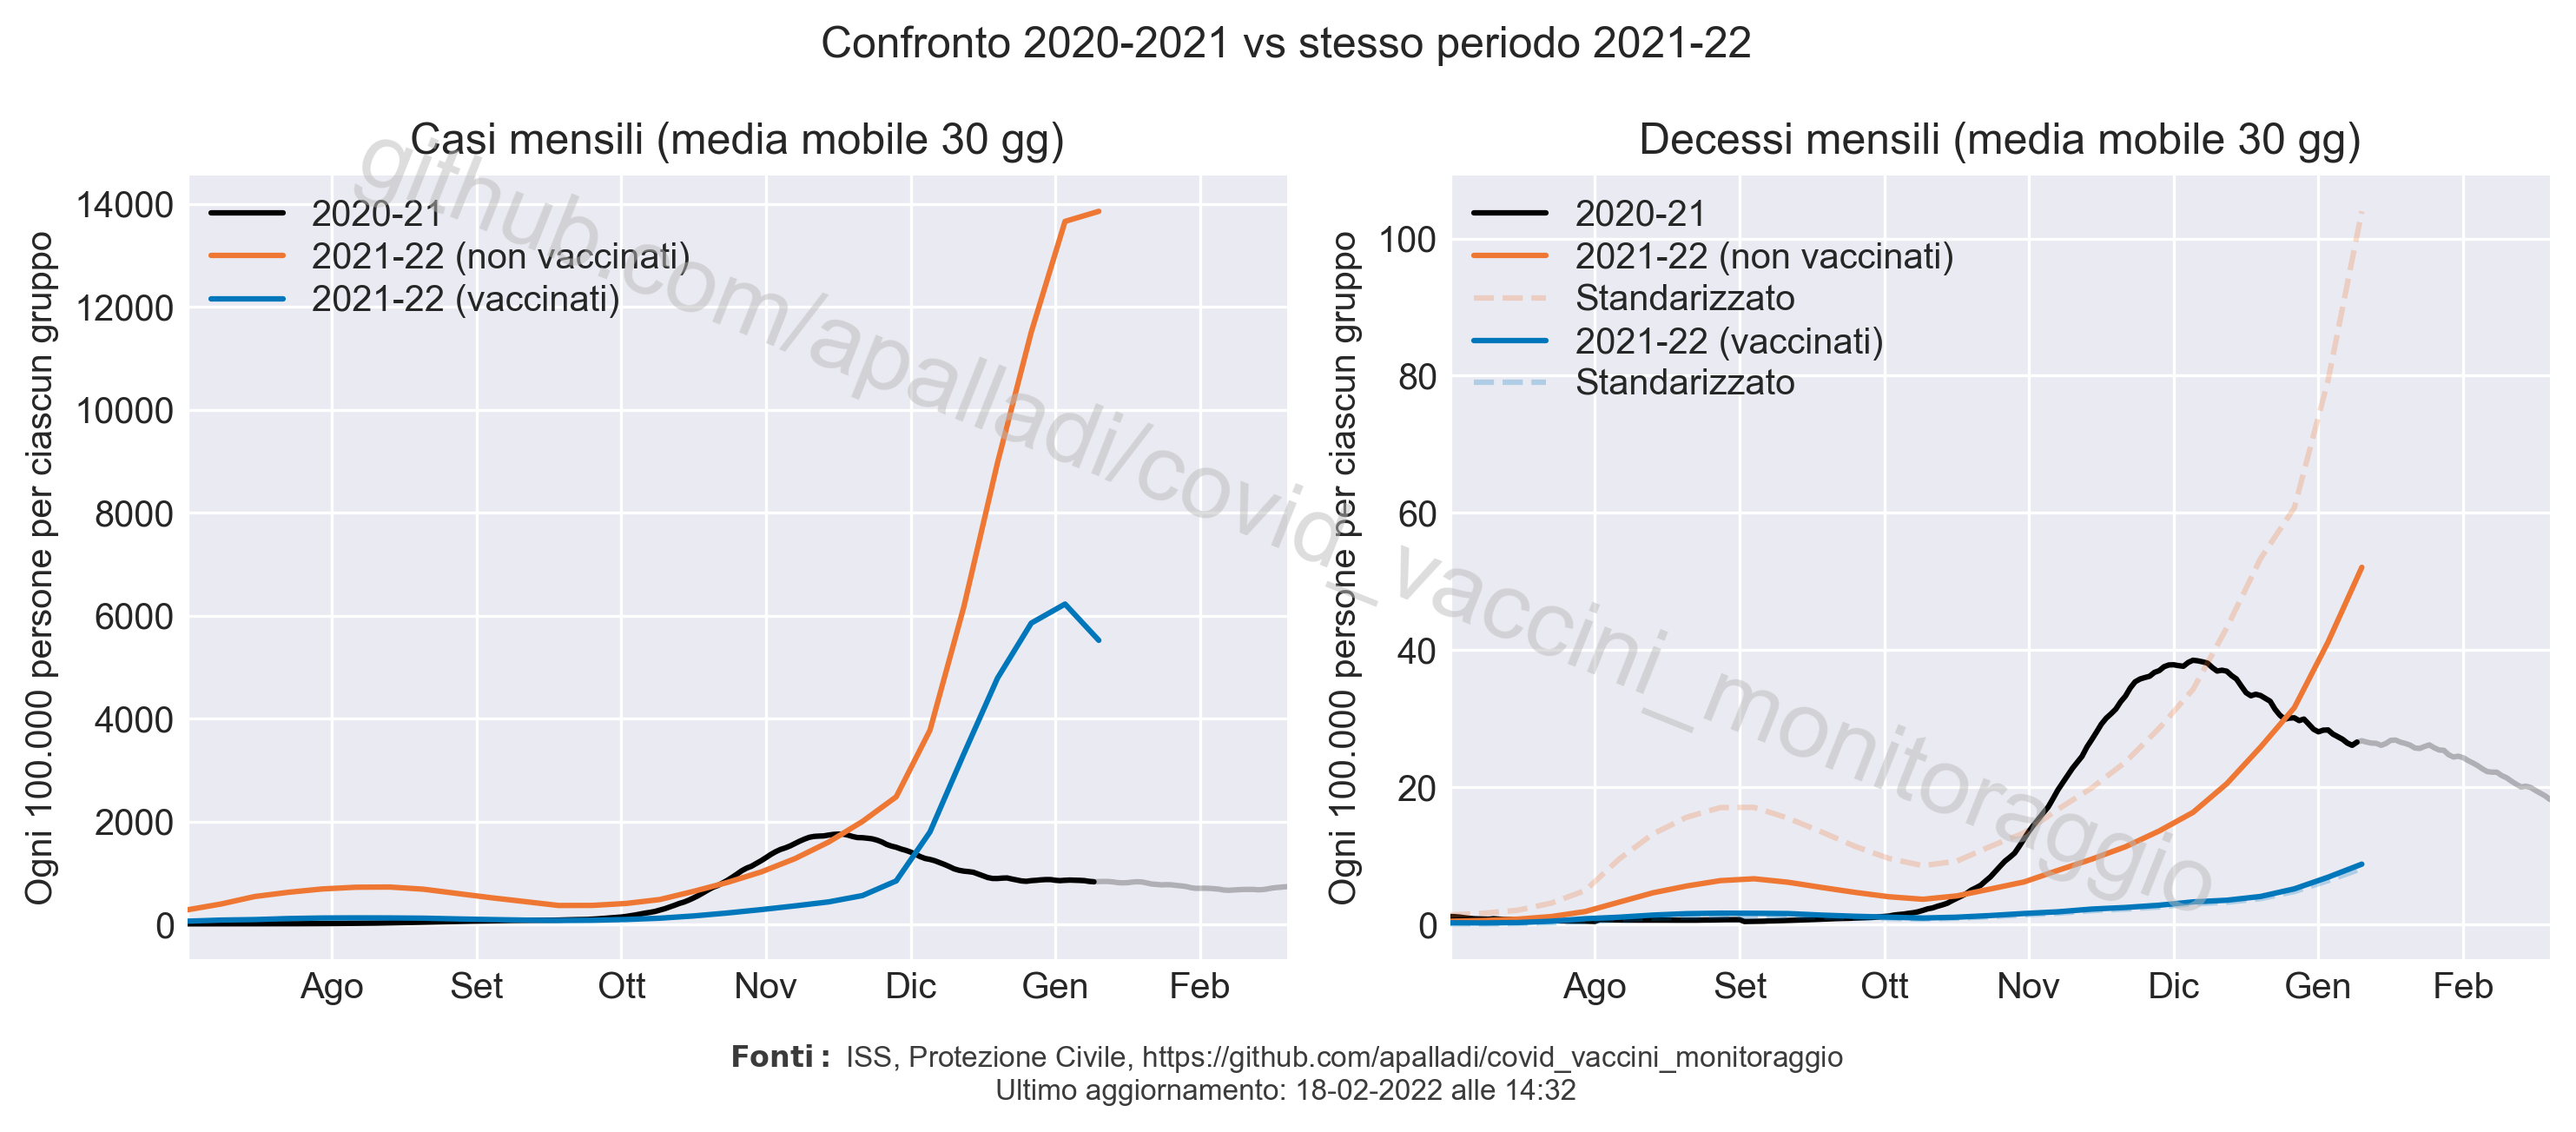 Confronto 2020-2021 vs stesso periodo 2021-22
Casi mensili (media mobile 30 gg)
Ogni 100.000 persone per ciascun gruppo
14000
12000
10000
8000
6000
4000
2000
0
2020-21
2021-22 (non vaccinati)
2021-22 (vaccinati)
Ago Set Ott Nov Dic Gen Feb
Decessi mensili (media mobile 30 gg)
Ogni 100.000 persone per ciascun gruppo
100
80
60
40
20
0
2020-21
2021-22 (non vaccinati)
Standarizzato
2021-22 (vaccinati)
Standarizzato
Ago Set Ott Nov Dic Gen Feb
github.com/apalladi/covid_vaccini_monitoraggio
Fonti: ISS, Protezione Civile, https://github.com/apalladi/covid_vaccini_monitoraggio
Ultimo aggiornamento: 18-02-2022 alle 14:32